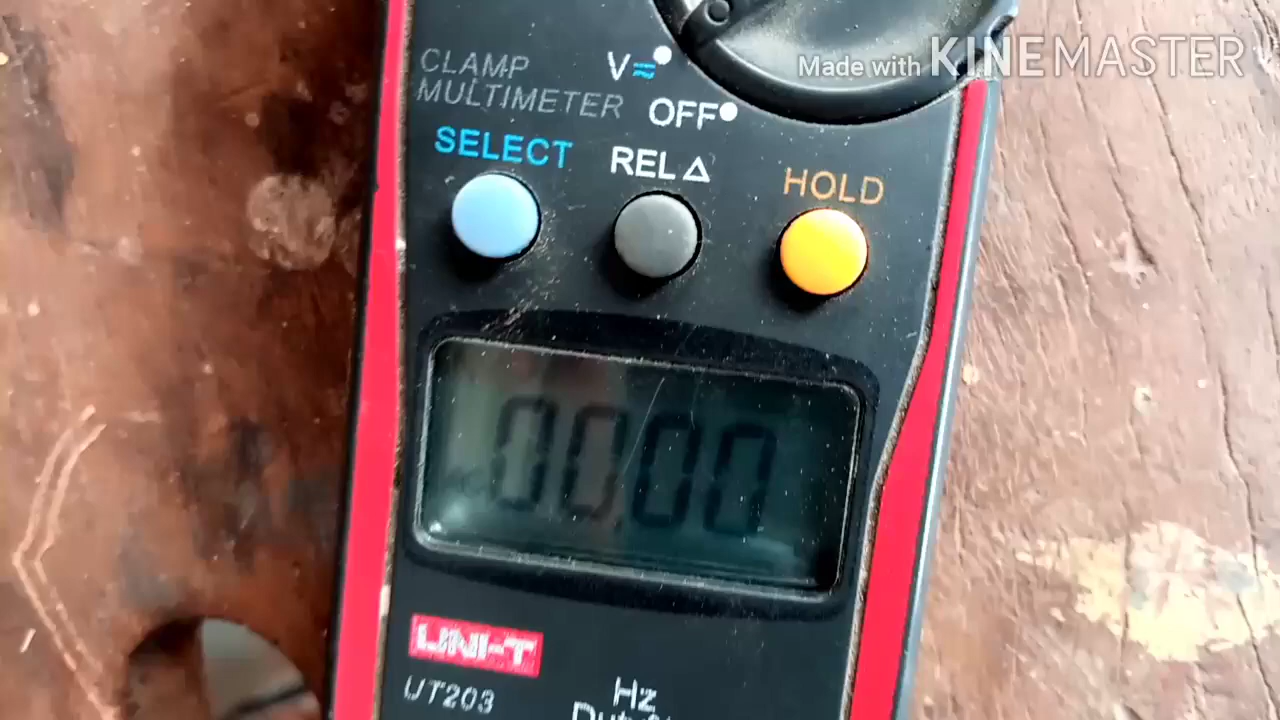 CLAMP
MULTIMETER
V
OFF
Made with KINEMASTER
SELECT
REL△
HOLD
00.00
UNI-T
UT203
Hz